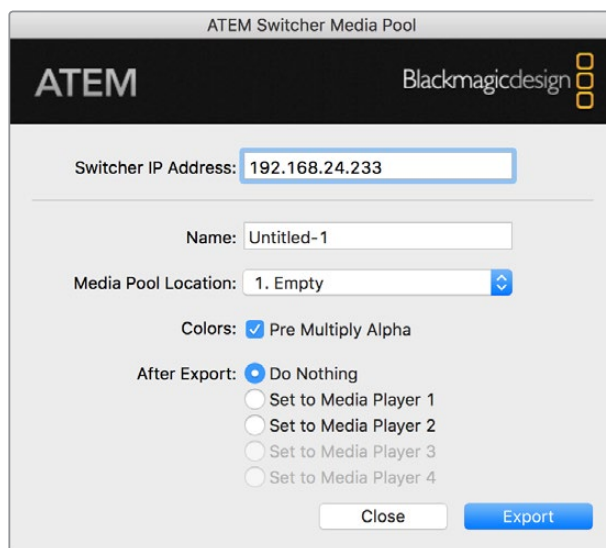 ATEM Switcher Media Pool
ATEM
Blackmagicdesign
Switcher IP Address: 192.168.24.233
Name: Untitled-1
Media Pool Location: 1. Empty
Colors: Pre Multiply Alpha
After Export: Do Nothing
Set to Media Player 1
Set to Media Player 2
Set to Media Player 3
Set to Media Player 4
Close Export